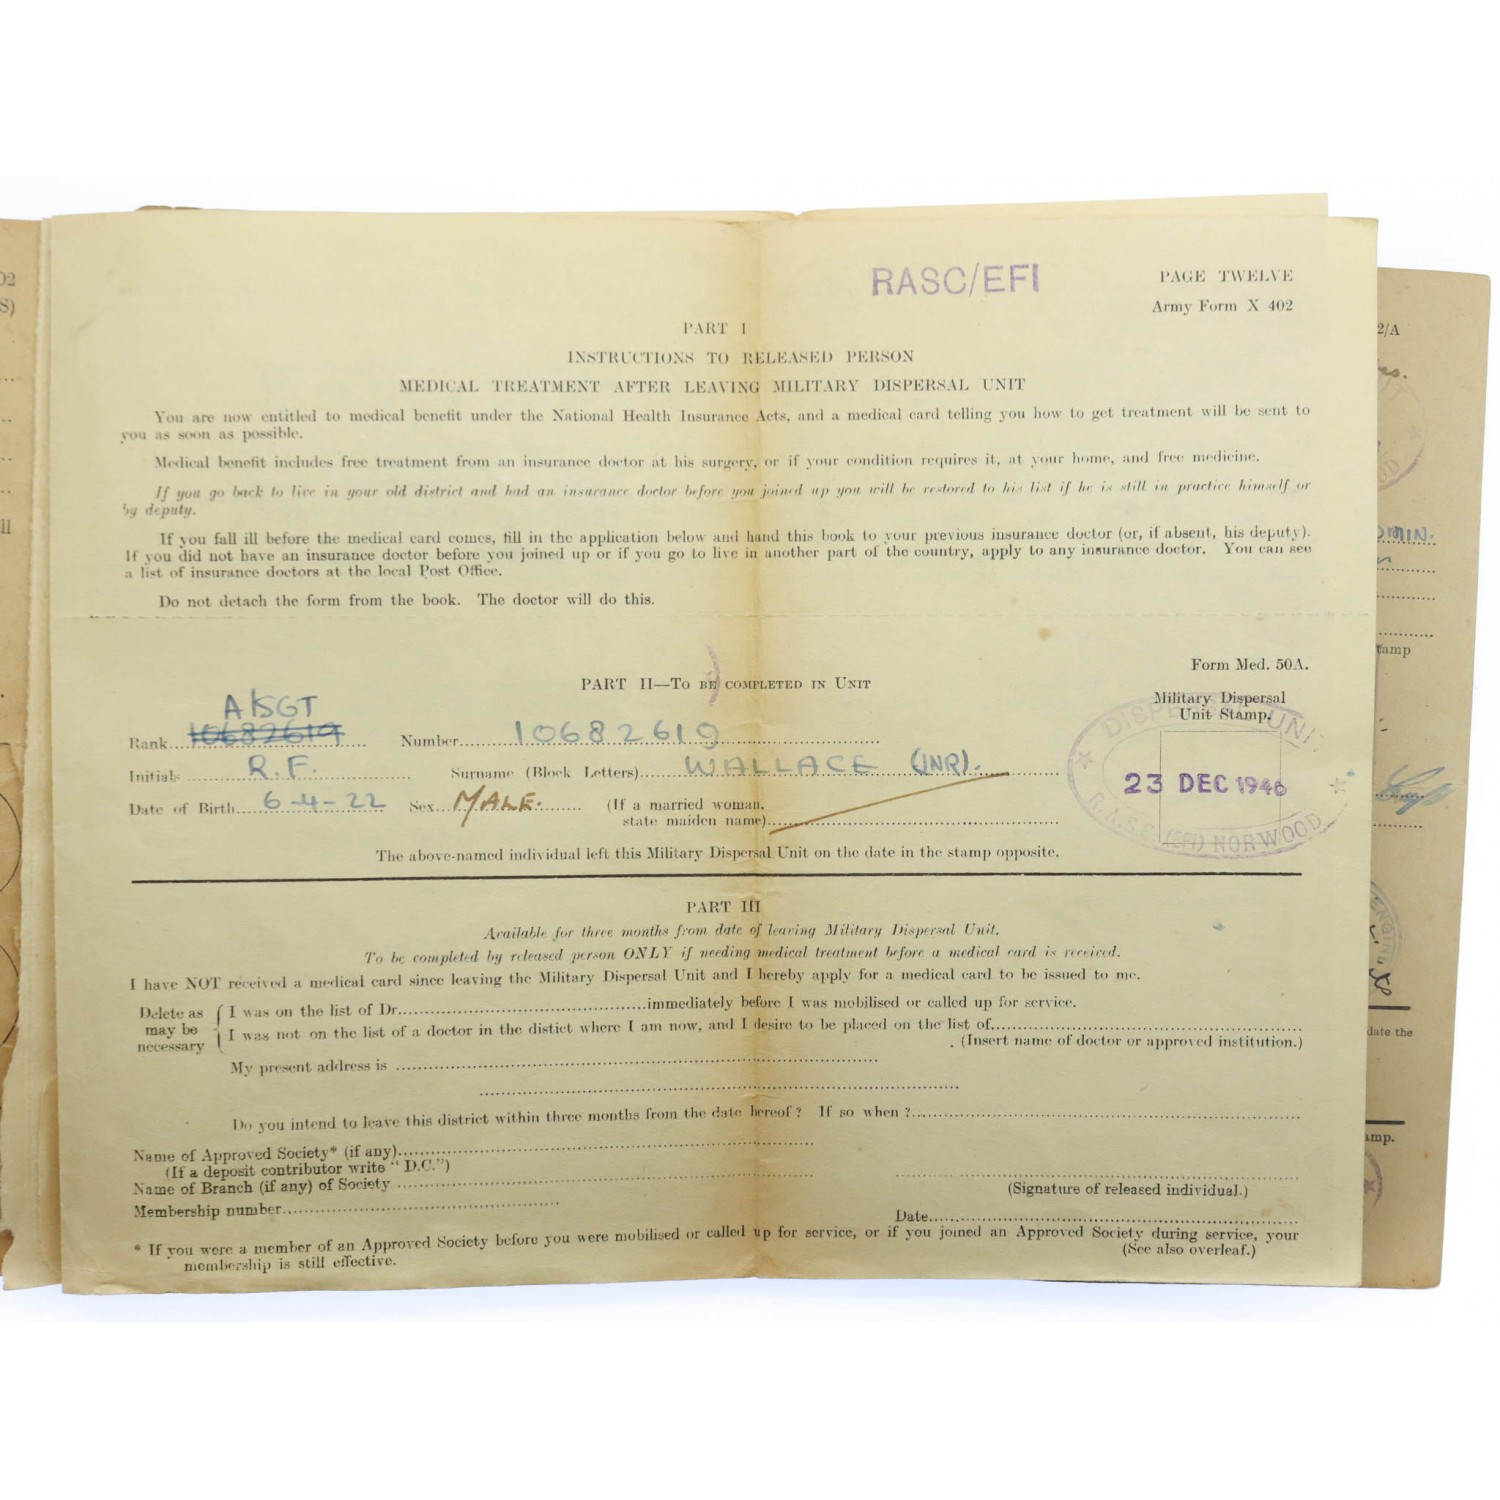 RASC/EFI
PAGE TWELVE
Army Form X 402
PART I
INSTRUCTIONS TO RELEASED PERSON
MEDICAL TREATMENT AFTER LEAVING MILITARY DISPERSAL UNIT
You are now entitled to medical benefit under the National Health Insurance Acts, and a medical card telling you how to get treatment will be sent to
you as soon as possible.
Medical benefit includes free treatment from an insurance doctor at his surgery, or if your condition requires it, at your home, and free medicine.
If you go back to live in your old district and had an insurance doctor before you joined up you will be restored to his list if he is still in practice himself or
by deputy.
If you fall ill before the medical card comes, fill in the application below and hand this book to your previous insurance doctor (or, if absent, his deputy).
If you did not have an insurance doctor before you joined up or if you go to live in another part of the country, apply to any insurance doctor. You can see
a list of insurance doctors at the local Post Office.
Do not detach the form from the book. The doctor will do this.
Form Med. 50A.
PART II—TO BE COMPLETED IN UNIT
Military Dispersal
Unit Stamp.
A/SGT
Rank 10682619 Number 10682619
Initials R.F. Surname (Block Letters) WALLACE (JNR).
Date of Birth 6-4-22 Sex MALE. (If a married woman,
state maiden name)
DISPERSAL UNIT
23 DEC 1946
R.A.S.C. (EFI) NORWOOD
The above-named individual left this Military Dispersal Unit on the date in the stamp opposite.
PART III
Available for three months from date of leaving Military Dispersal Unit.
To be completed by released person ONLY if needing medical treatment before a medical card is received.
I have NOT received a medical card since leaving the Military Dispersal Unit and I hereby apply for a medical card to be issued to me.
Delete as may be necessary
I was on the list of Dr. immediately before I was mobilised or called up for service.
I was not on the list of a doctor in the distict where I am now, and I desire to be placed on the list of
(Insert name of doctor or approved institution.)
My present address is
Do you intend to leave this district within three months from the date hereof? If so when?
Name of Approved Society* (if any)
(If a deposit contributor write "D.C.")
Name of Branch (if any) of Society
(Signature of released individual.)
Membership number
Date
* If you were a member of an Approved Society before you were mobilised or called up for service, or if you joined an Approved Society during service, your
membership is still effective. (See also overleaf.)
02
S)
ll
2/A
OMIN.
tamp
date the
amp.